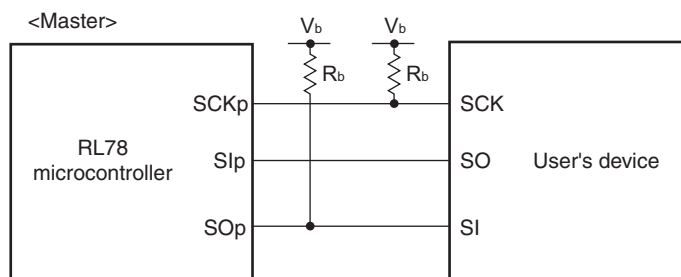 <Master>
Vb
Vb
Rb
Rb
SCKp
SCK
RL78
microcontroller
SIp
SO
User's device
SOp
SI